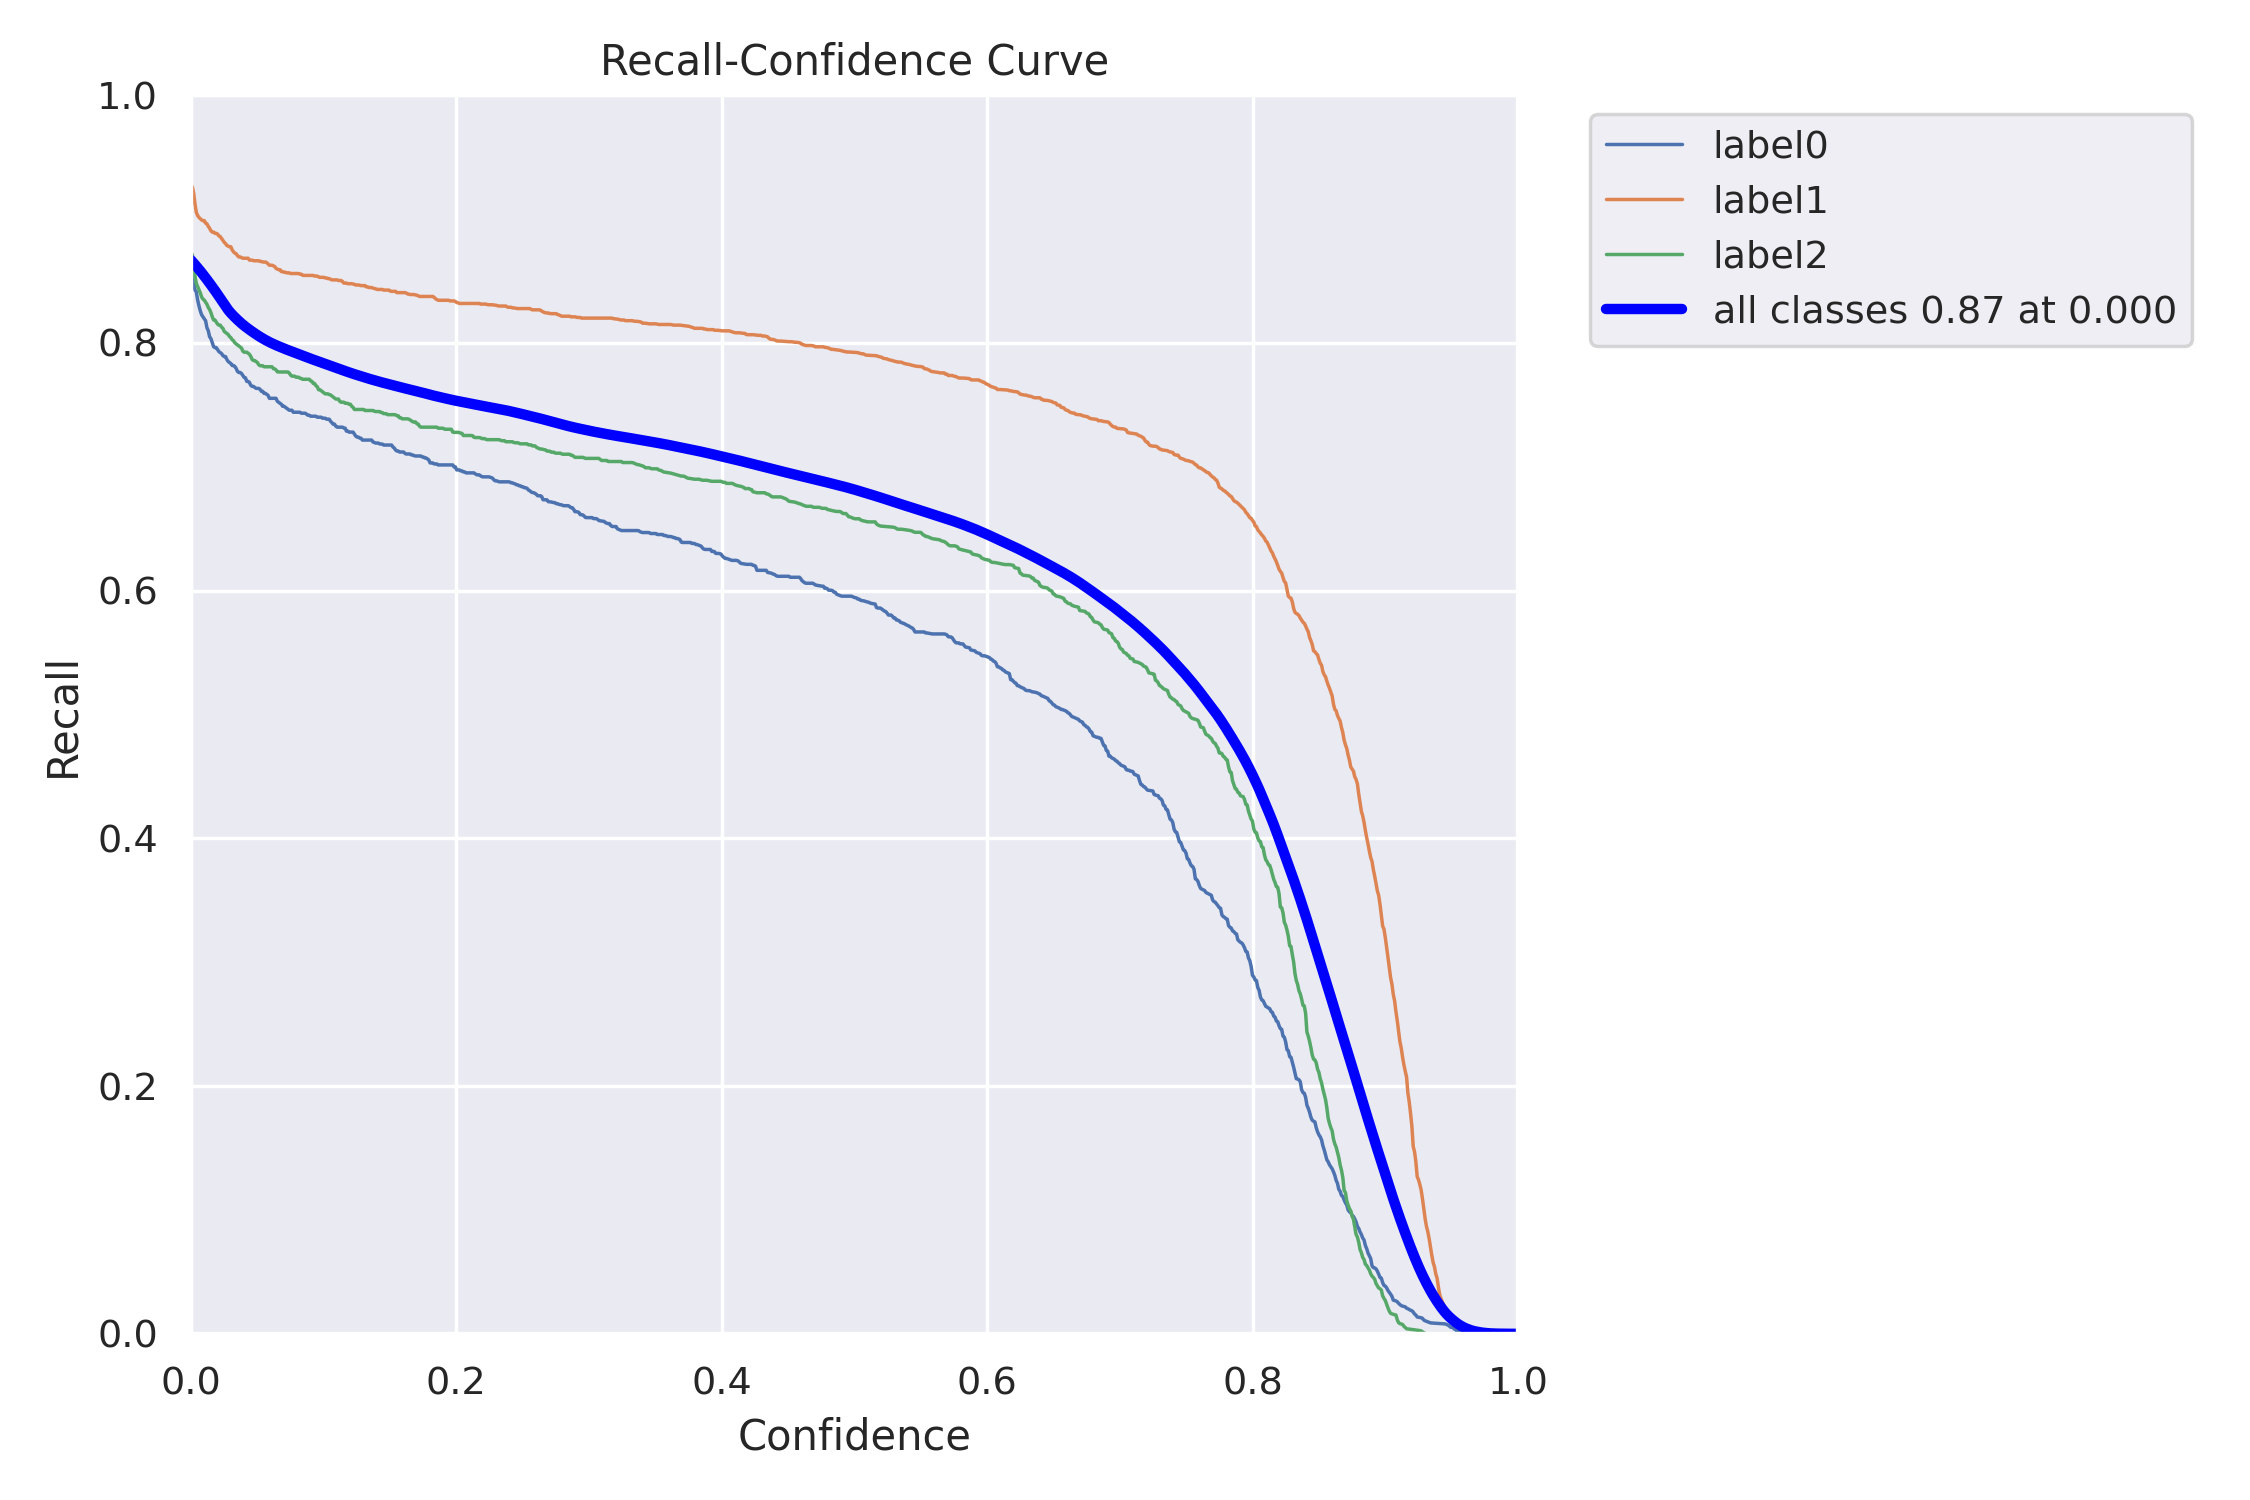 Recall-Confidence Curve
1.0
0.8
0.6
0.4
0.2
0.0
Recall
0.0 0.2 0.4 0.6 0.8 1.0
Confidence
label0
label1
label2
all classes 0.87 at 0.000